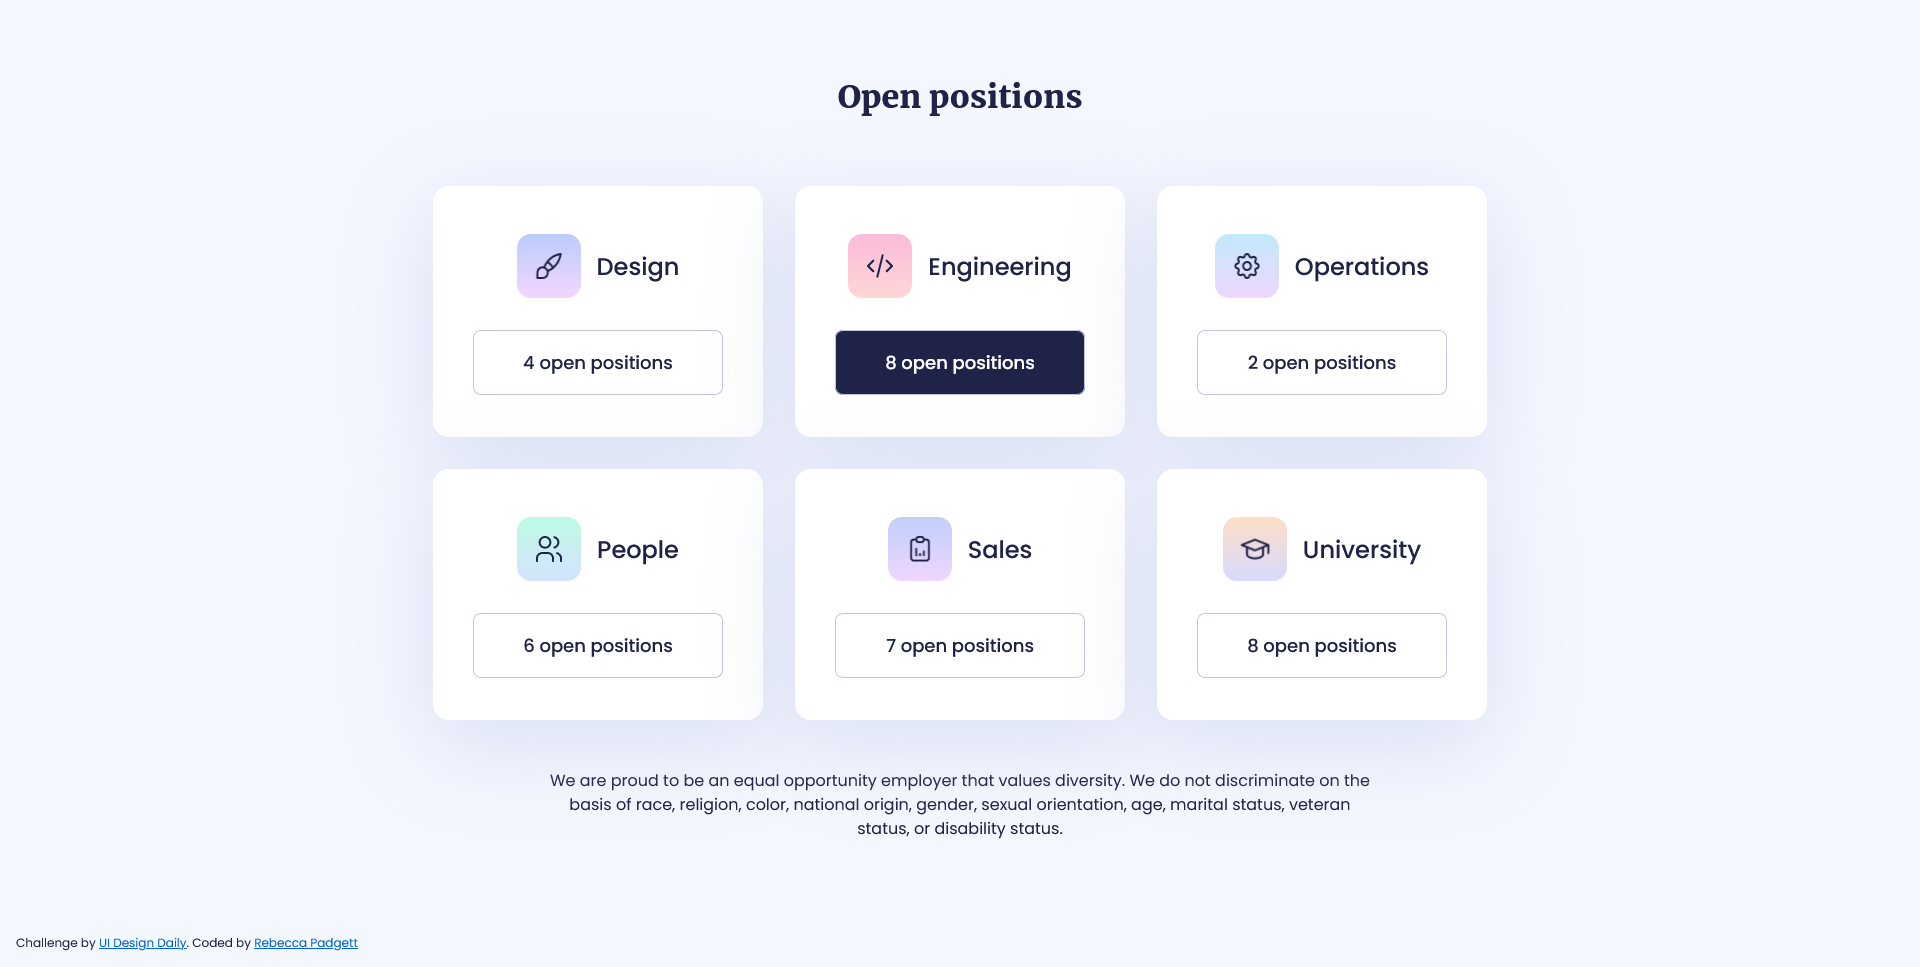 Open positions
Design
Engineering
Operations
4 open positions
8 open positions
2 open positions
People
Sales
University
6 open positions
7 open positions
8 open positions
We are proud to be an equal opportunity employer that values diversity. We do not discriminate on the
basis of race, religion, color, national origin, gender, sexual orientation, age, marital status, veteran
status, or disability status.
Challenge by UI Design Daily. Coded by Rebecca Padgett